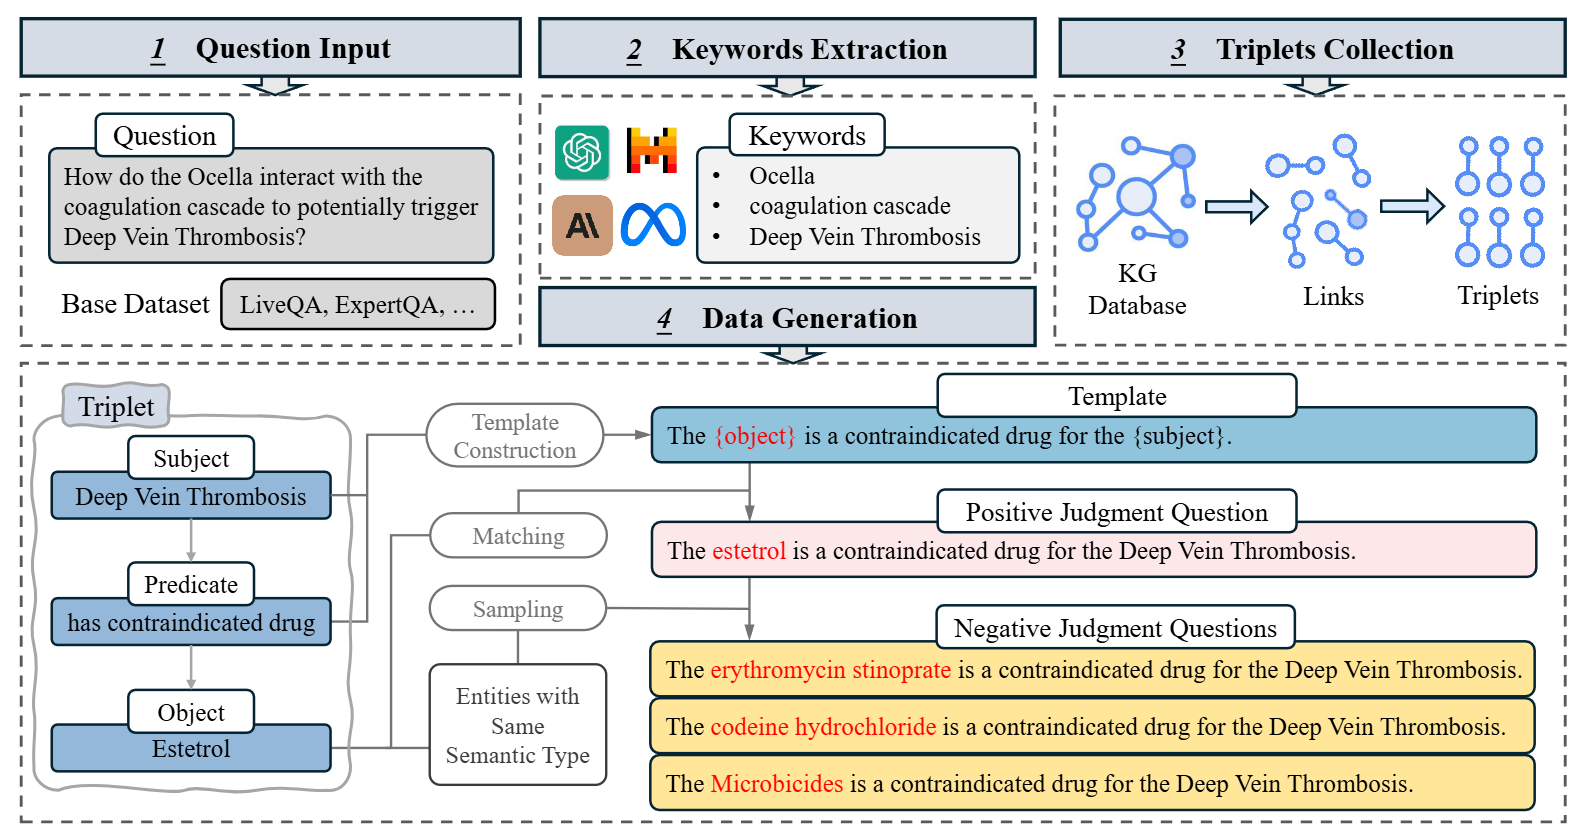 1 Question Input
Question
How do the Ocella interact with the
coagulation cascade to potentially trigger
Deep Vein Thrombosis?
Base Dataset
LiveQA, ExpertQA, …
2 Keywords Extraction
Keywords
• Ocella
• coagulation cascade
• Deep Vein Thrombosis
3 Triplets Collection
KG
Database
Links
Triplets
4 Data Generation
Triplet
Subject
Deep Vein Thrombosis
Predicate
has contraindicated drug
Object
Estetrol
Template
Construction
Matching
Sampling
Entities with
Same
Semantic Type
Template
The {object} is a contraindicated drug for the {subject}.
Positive Judgment Question
The estetrol is a contraindicated drug for the Deep Vein Thrombosis.
Negative Judgment Questions
The erythromycin stinoprate is a contraindicated drug for the Deep Vein Thrombosis.
The codeine hydrochloride is a contraindicated drug for the Deep Vein Thrombosis.
The Microbicides is a contraindicated drug for the Deep Vein Thrombosis.